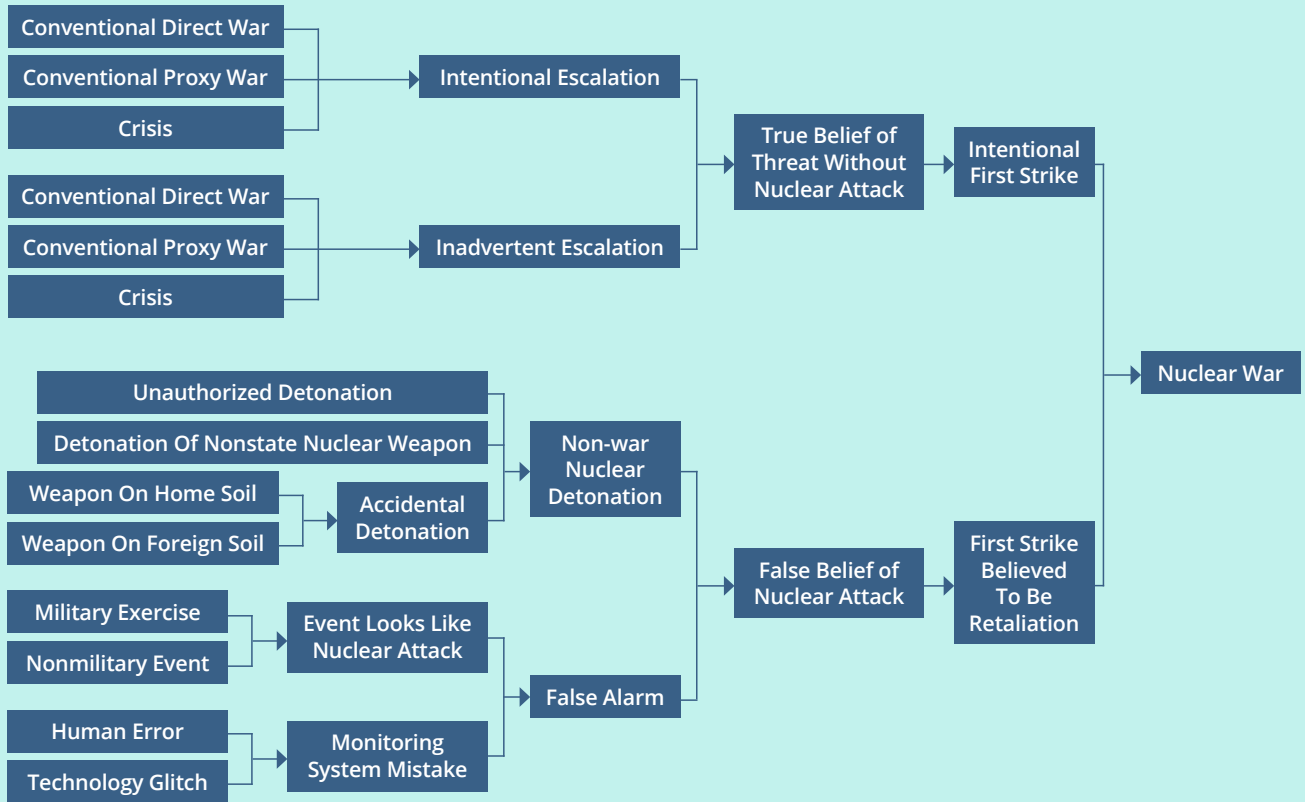 Conventional Direct War
Conventional Proxy War
Crisis
Intentional Escalation
Conventional Direct War
Conventional Proxy War
Crisis
Inadvertent Escalation
True Belief of
Threat Without
Nuclear Attack
Intentional
First Strike
Unauthorized Detonation
Detonation Of Nonstate Nuclear Weapon
Weapon On Home Soil
Weapon On Foreign Soil
Accidental
Detonation
Non-war
Nuclear
Detonation
Military Exercise
Nonmilitary Event
Event Looks Like
Nuclear Attack
Human Error
Technology Glitch
Monitoring
System Mistake
False Alarm
False Belief of
Nuclear Attack
First Strike
Believed
To Be
Retaliation
Nuclear War